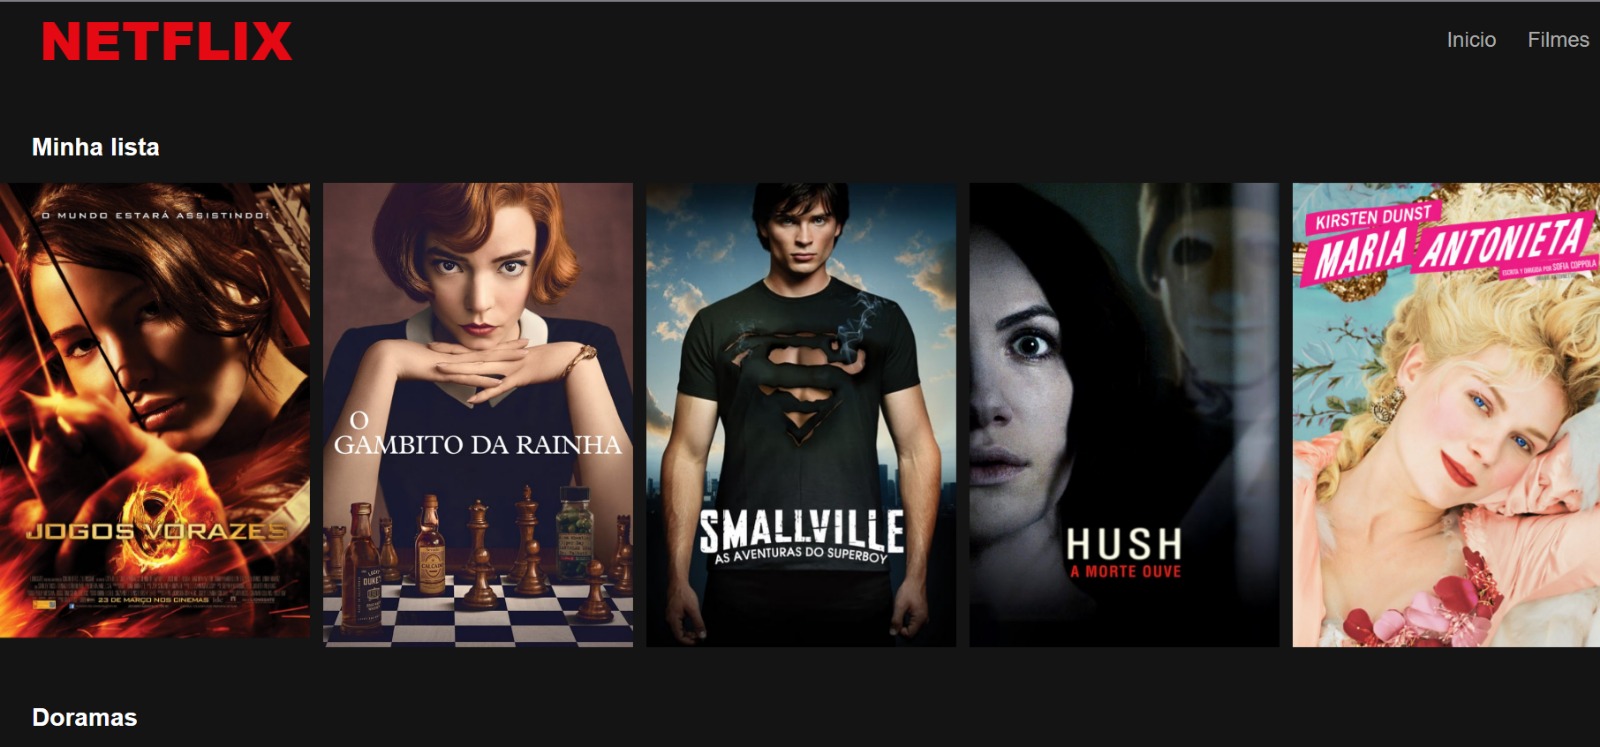 NETFLIX
Inicio Filmes
Minha lista
O MUNDO ESTARÁ ASSISTINDO!
JOGOS VORAZES
23 DE MARÇO NOS CINEMAS
O
GAMBITO DA RAINHA
SMALLVILLE
AS AVENTURAS DO SUPERBOY
HUSH
A MORTE OUVE
KIRSTEN DUNST
MARIA ANTONIETA
ESCRITA Y DIRIGIDA POR SOFIA COPPOLA
Doramas